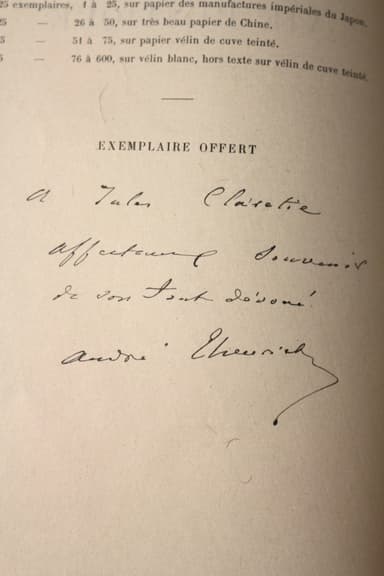 25 exemplaires, 1 à 25, sur papier des manufactures impériales du Japon.
25 — 26 à 50, sur très beau papier de Chine.
5 — 51 à 75, sur papier vélin de cuve teinté.
5 — 76 à 600, sur vélin blanc, hors texte sur vélin de cuve teinté.
EXEMPLAIRE OFFERT
A Jules Claretie
affectueux Souvenir
de son tout dévoué
André